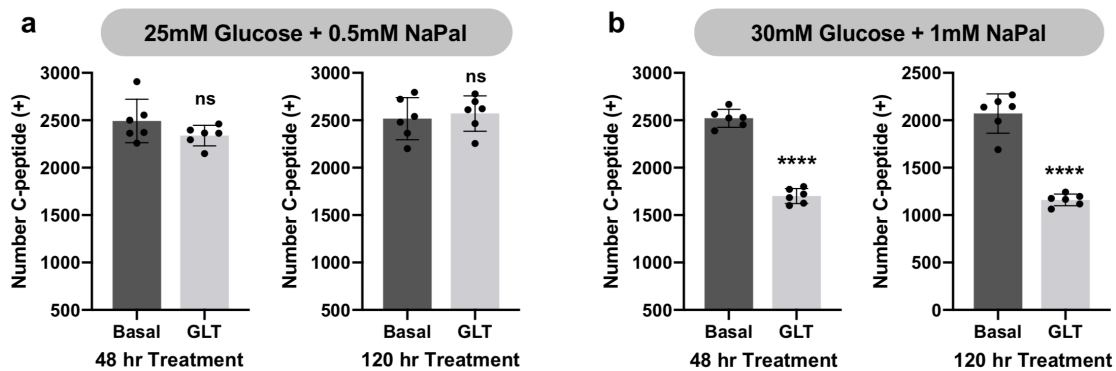 a
25mM Glucose + 0.5mM NaPal
Number C-peptide (+)
3000
2500
2000
1500
1000
500
ns
Basal GLT
48 hr Treatment
Number C-peptide (+)
3000
2500
2000
1500
1000
500
ns
Basal GLT
120 hr Treatment
b
30mM Glucose + 1mM NaPal
Number C-peptide (+)
3000
2500
2000
1500
1000
500
****
Basal GLT
48 hr Treatment
Number C-peptide (+)
2500
2000
1500
1000
500
0
****
Basal GLT
120 hr Treatment